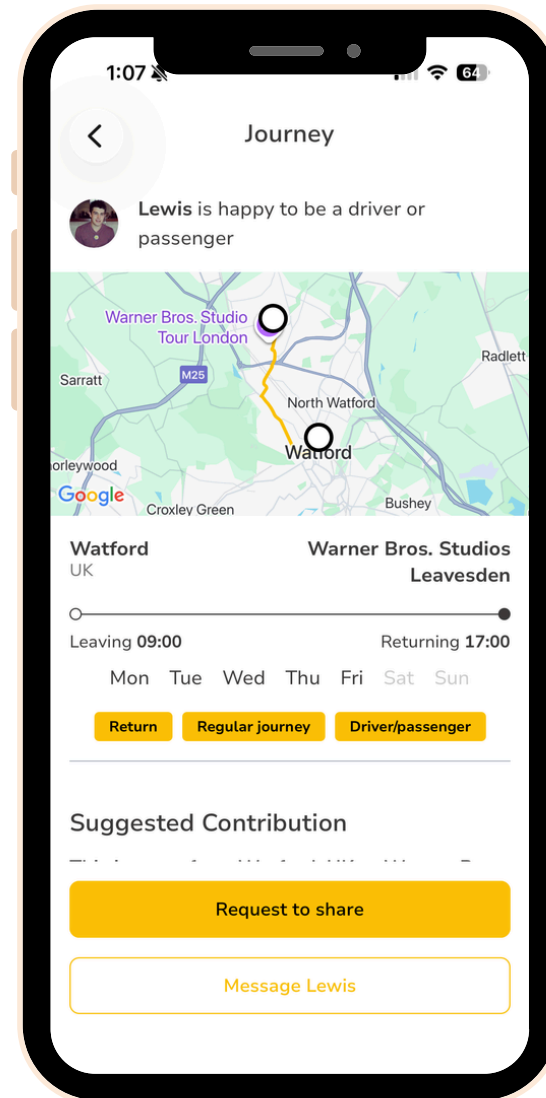 1:07
64
Journey
Lewis is happy to be a driver or
passenger
Warner Bros. Studio
Tour London
Radlett
M25
Sarratt
North Watford
Watford
orleywood
Google
Croxley Green
Bushey
Watford
Warner Bros. Studios
UK
Leavesden
Leaving 09:00
Returning 17:00
Mon Tue Wed Thu Fri Sat Sun
Return
Regular journey
Driver/passenger
Suggested Contribution
Request to share
Message Lewis